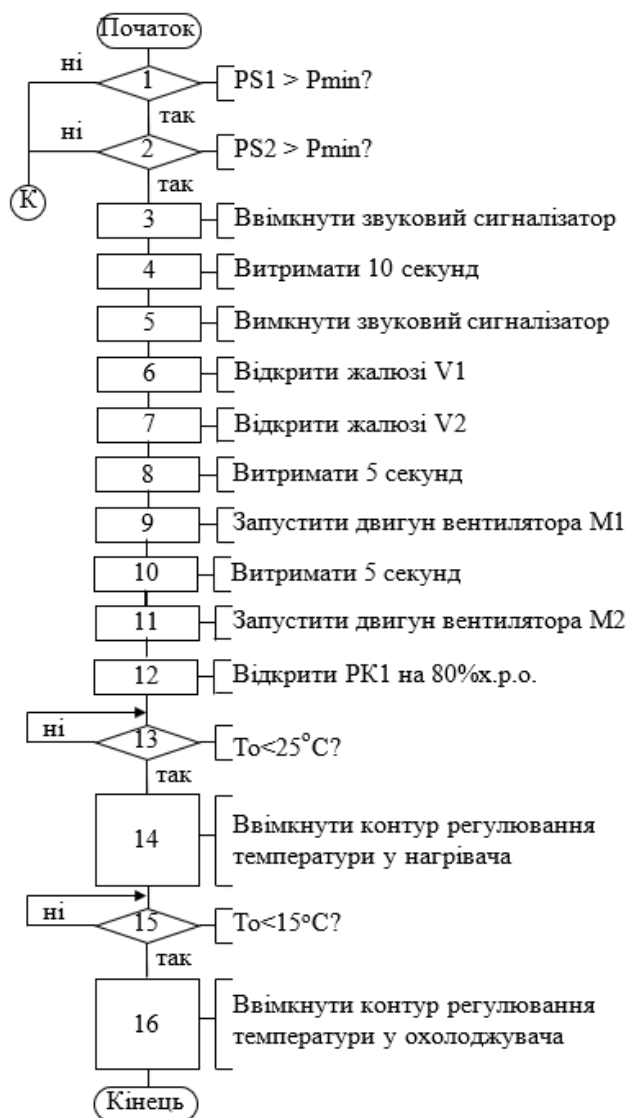 Початок
ні
1
PS1 > Pmin?
так
ні
2
PS2 > Pmin?
так
К
3
Ввімкнути звуковий сигналізатор
4
Витримати 10 секунд
5
Вимкнути звуковий сигналізатор
6
Відкрити жалюзі V1
7
Відкрити жалюзі V2
8
Витримати 5 секунд
9
Запустити двигун вентилятора М1
10
Витримати 5 секунд
11
Запустити двигун вентилятора М2
12
Відкрити РК1 на 80%х.р.о.
ні
13
То<25°С?
так
14
Ввімкнути контур регулювання
температури у нагрівача
ні
15
То<15°С?
так
16
Ввімкнути контур регулювання
температури у охолоджувача
Кінець